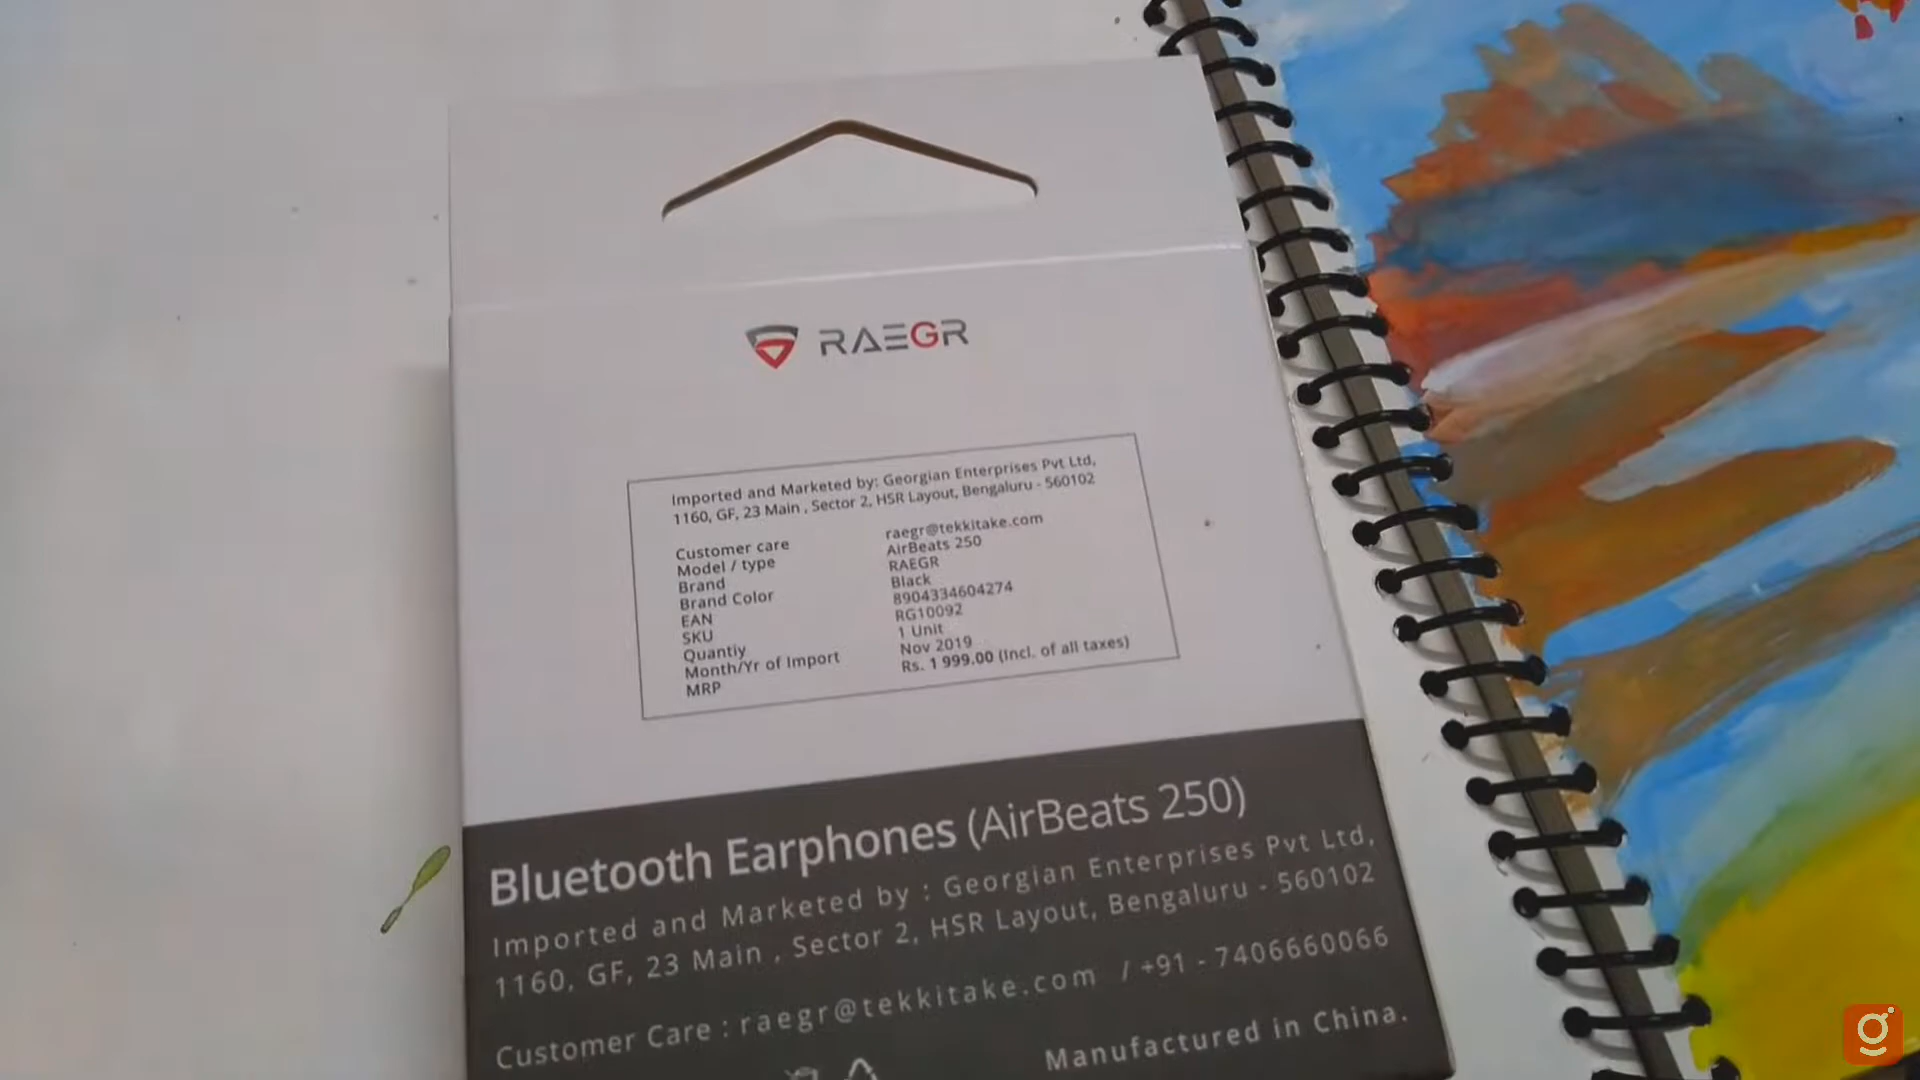 RAEGR
Imported and Marketed by: Georgian Enterprises Pvt Ltd,
1160, GF, 23 Main , Sector 2, HSR Layout, Bengaluru - 560102
Customer care raegr@tekkitake.com
Model / type AirBeats 250
Brand RAEGR
Brand Color Black
EAN 8904334604274
SKU RG10092
Quantiy 1 Unit
Month/Yr of Import Nov 2019
MRP Rs. 1 999.00 (Incl. of all taxes)
Bluetooth Earphones (AirBeats 250)
Imported and Marketed by : Georgian Enterprises Pvt Ltd,
1160, GF, 23 Main , Sector 2, HSR Layout, Bengaluru - 560102
Customer Care : raegr@tekkitake.com / +91 - 7406660066
Manufactured in China.
g